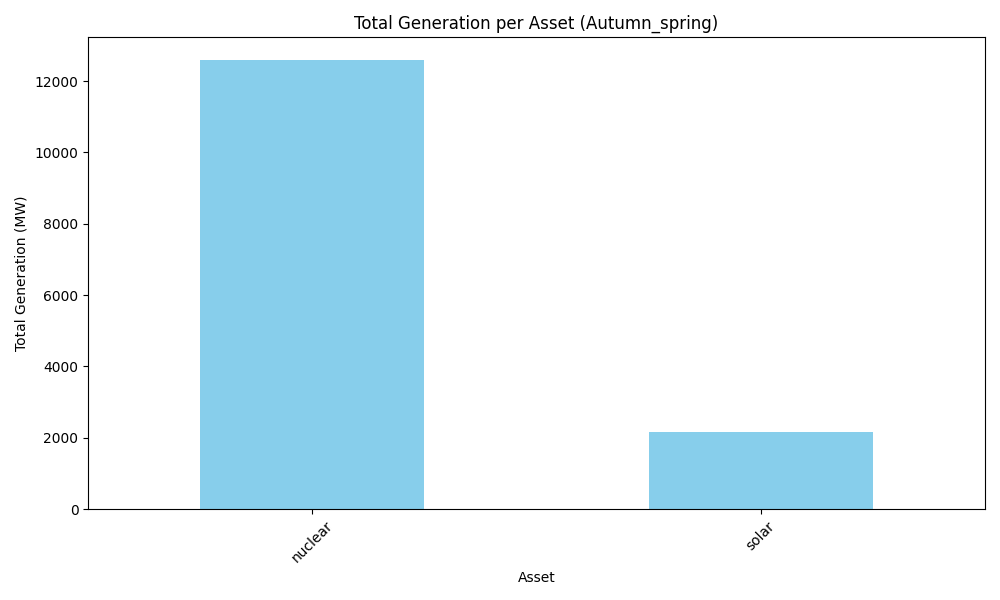 Total Generation per Asset (Autumn_spring)
Total Generation (MW)
12000
10000
8000
6000
4000
2000
0
nuclear
solar
Asset